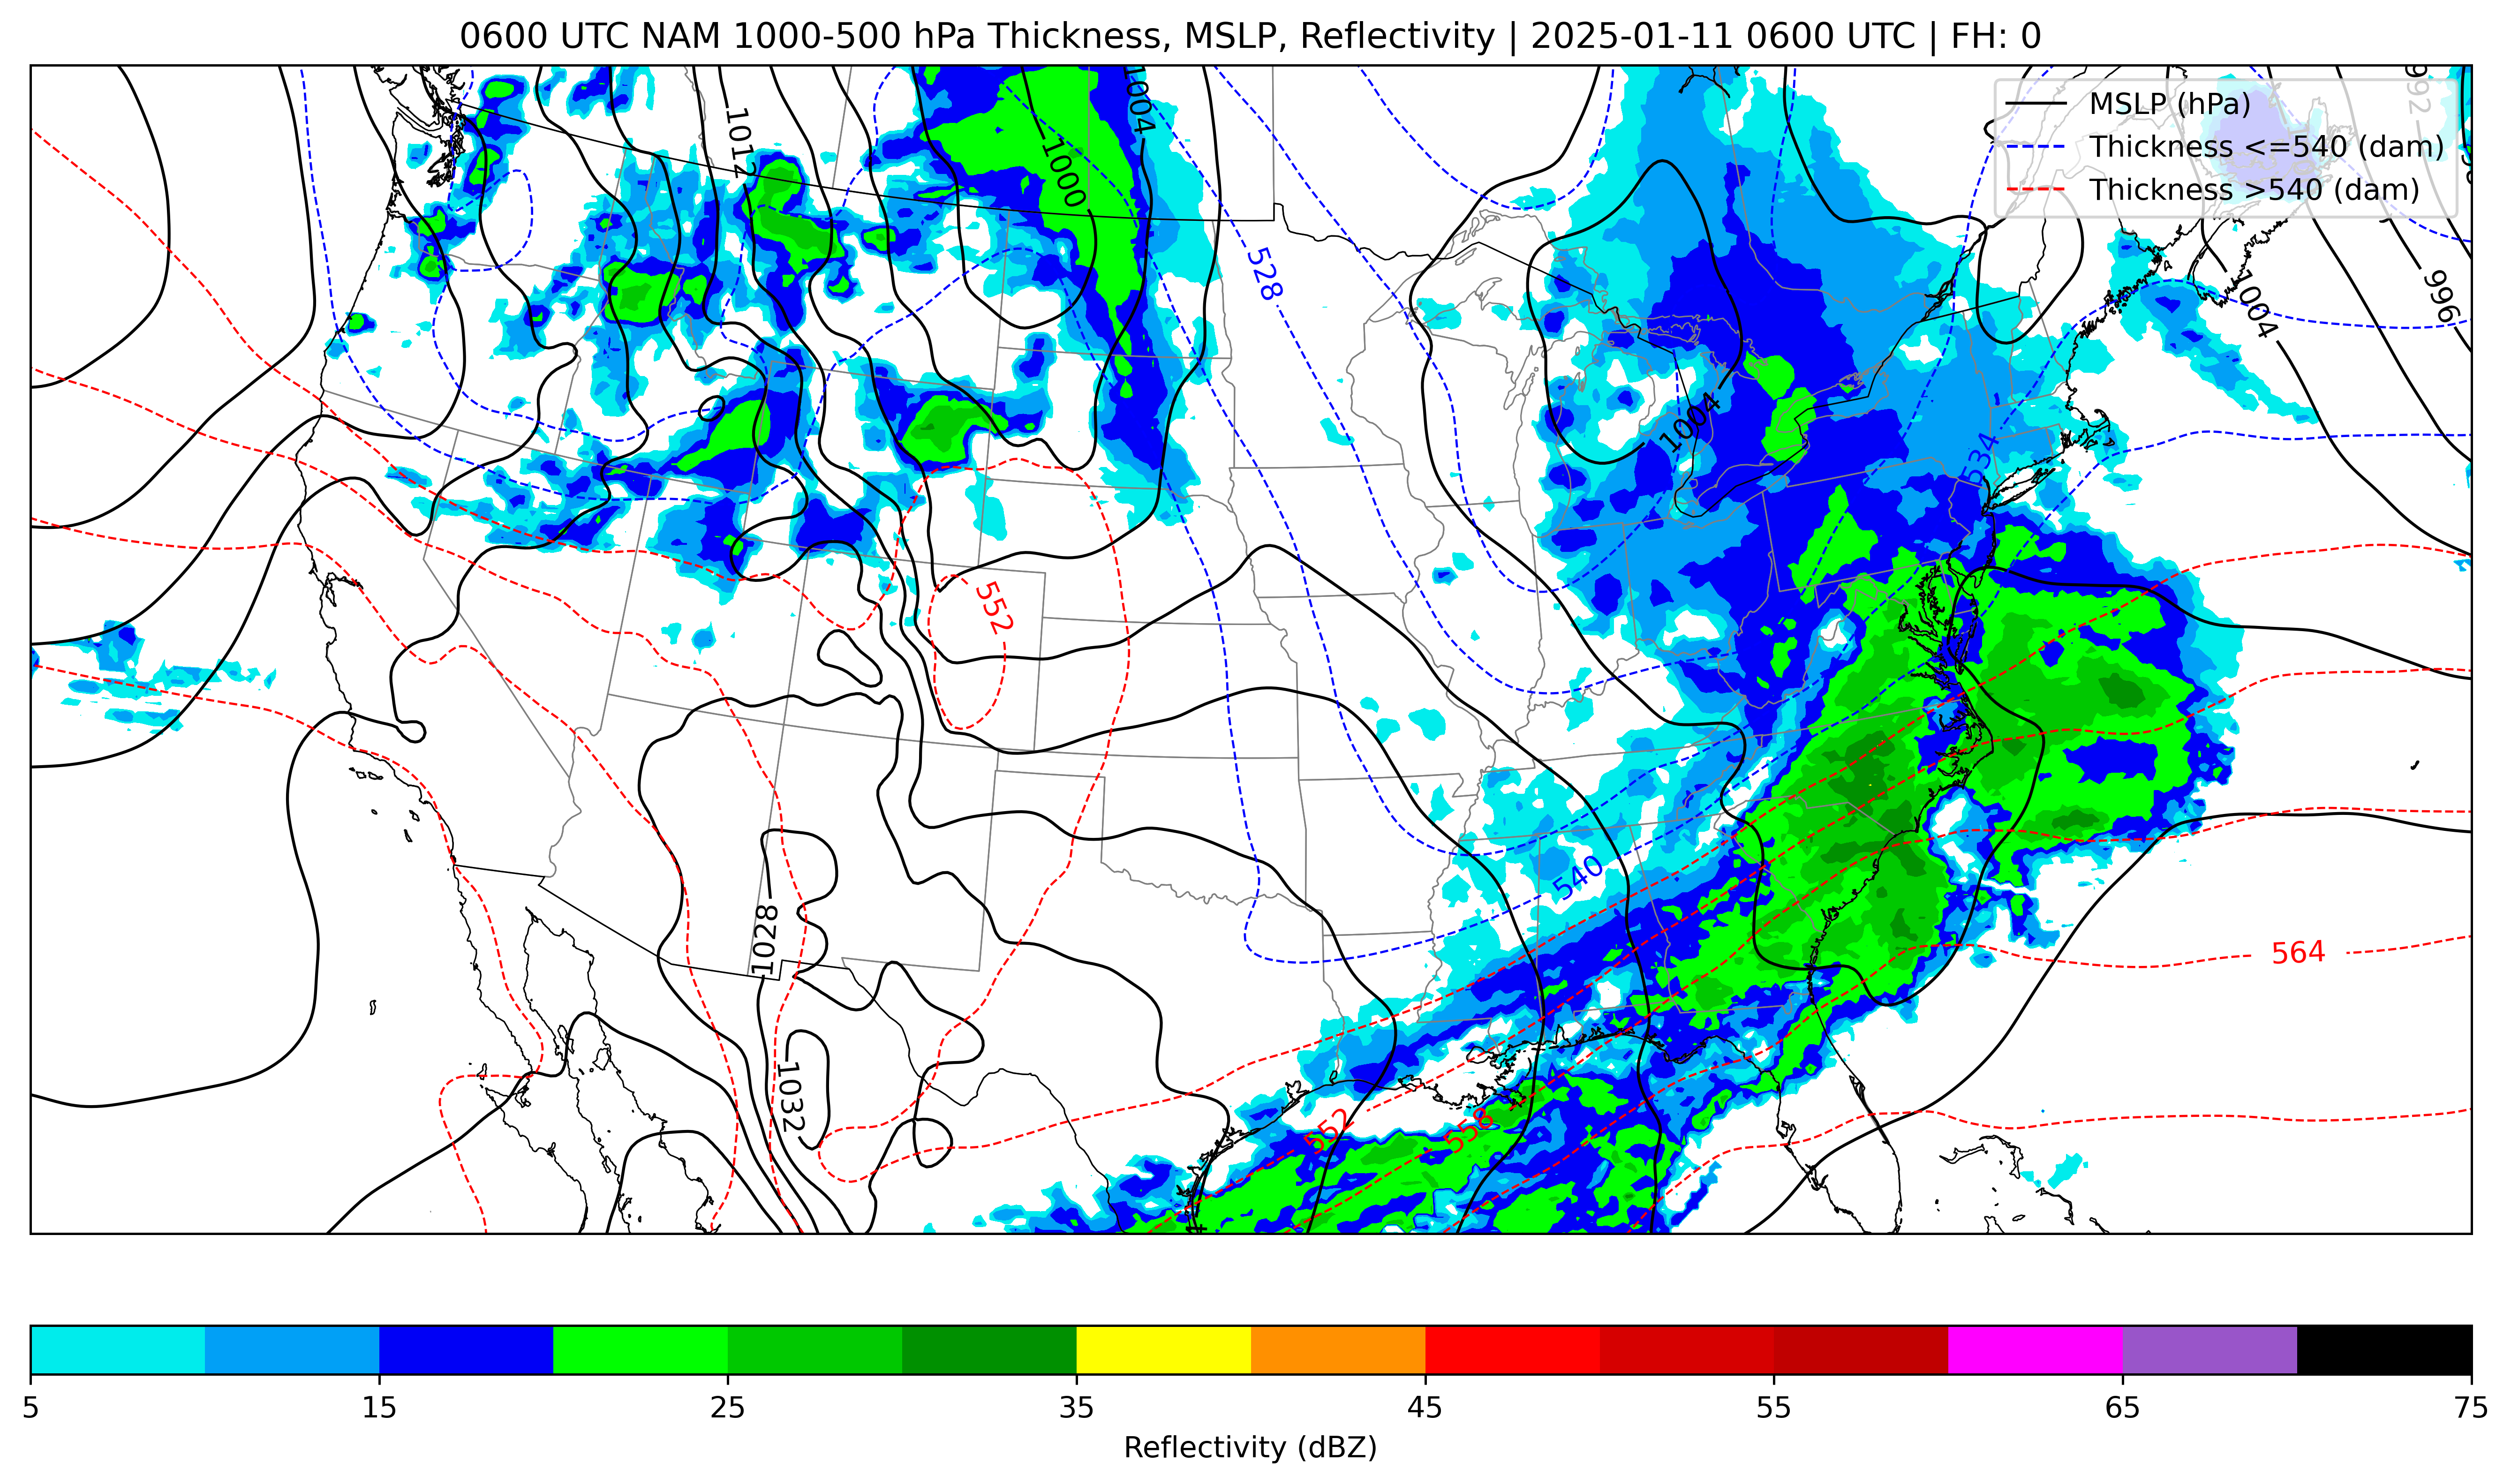 0600 UTC NAM 1000-500 hPa Thickness, MSLP, Reflectivity | 2025-01-11 0600 UTC | FH: 0
MSLP (hPa)
Thickness <=540 (dam)
Thickness >540 (dam)
1012
1004
1000
992
996
1004
528
1004
534
552
540
564
1028
1032
552
558
5 15 25 35 45 55 65 75
Reflectivity (dBZ)